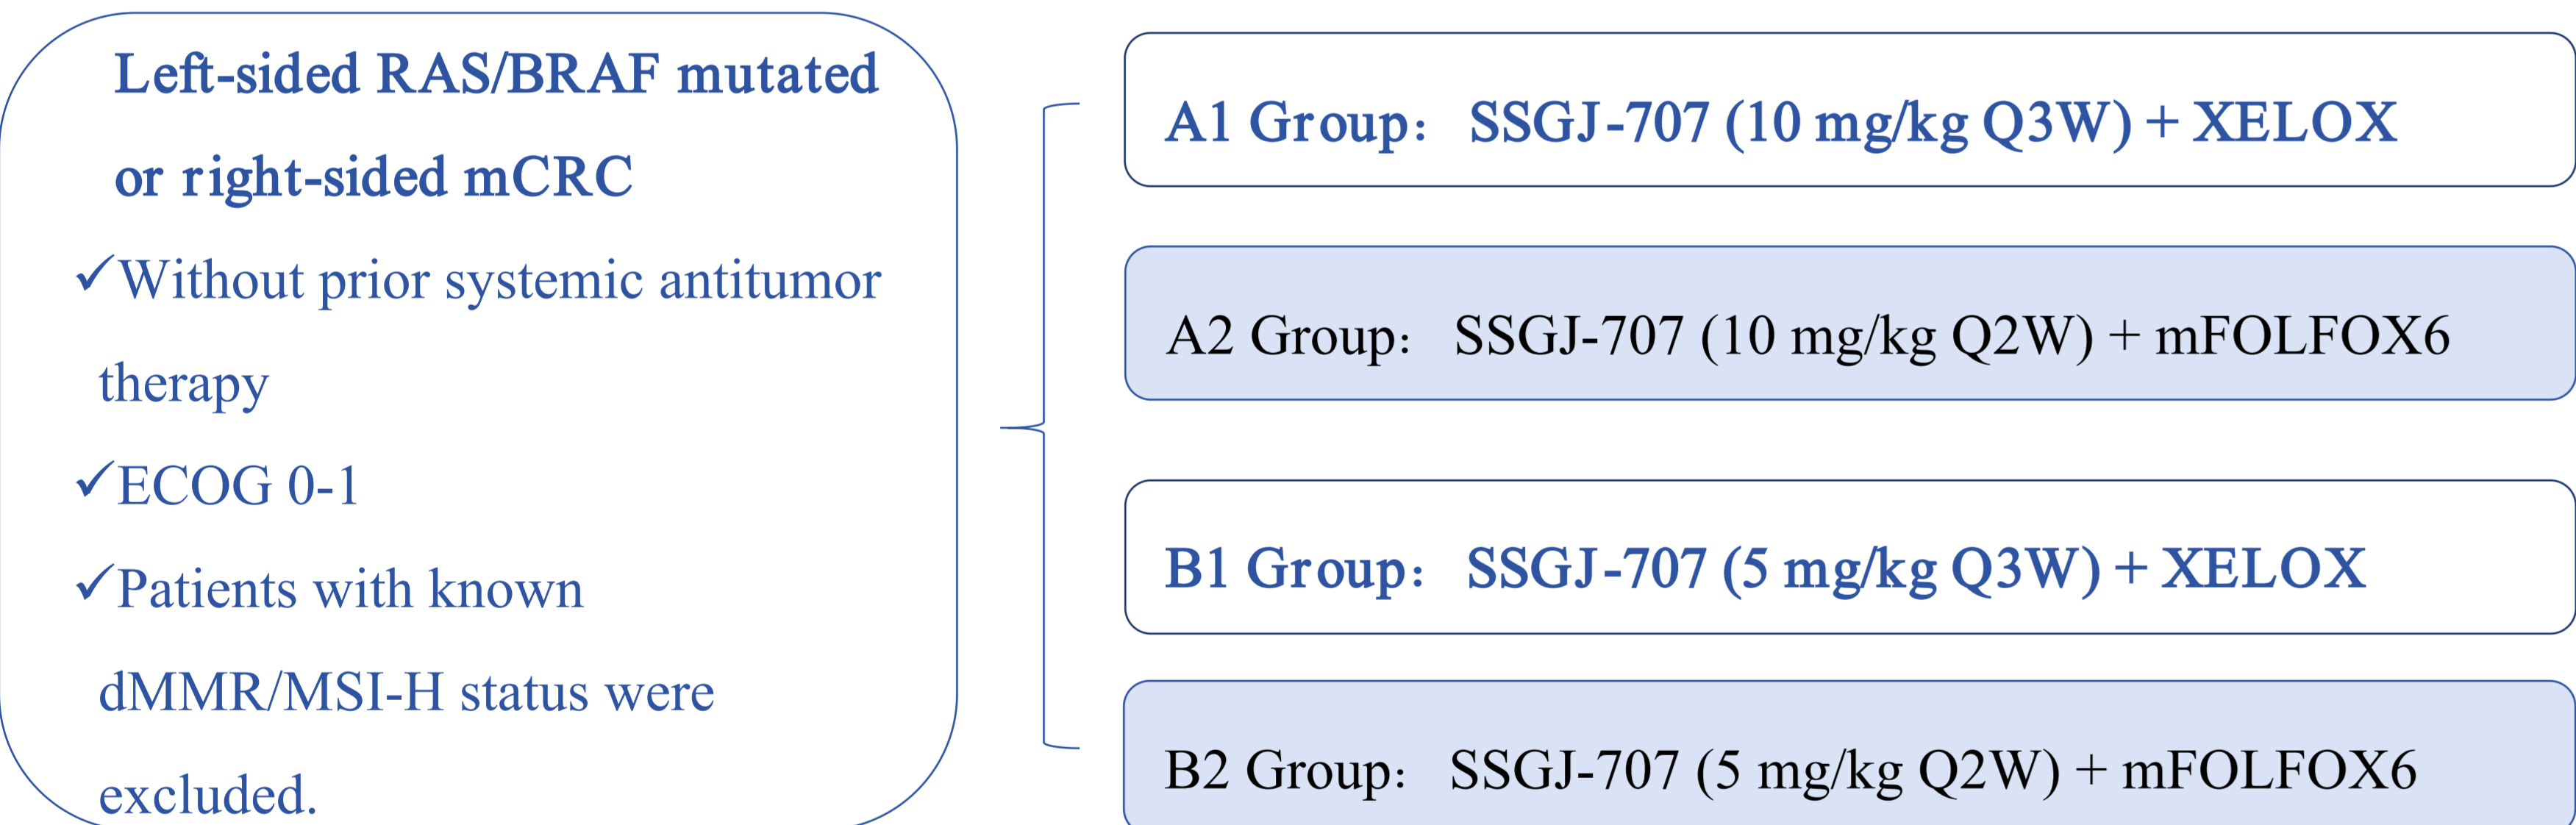 Left-sided RAS/BRAF mutated
or right-sided mCRC
✓Without prior systemic antitumor
therapy
✓ECOG 0-1
✓Patients with known
dMMR/MSI-H status were
excluded.
A1 Group： SSGJ-707 (10 mg/kg Q3W) + XELOX
A2 Group： SSGJ-707 (10 mg/kg Q2W) + mFOLFOX6
B1 Group： SSGJ-707 (5 mg/kg Q3W) + XELOX
B2 Group： SSGJ-707 (5 mg/kg Q2W) + mFOLFOX6